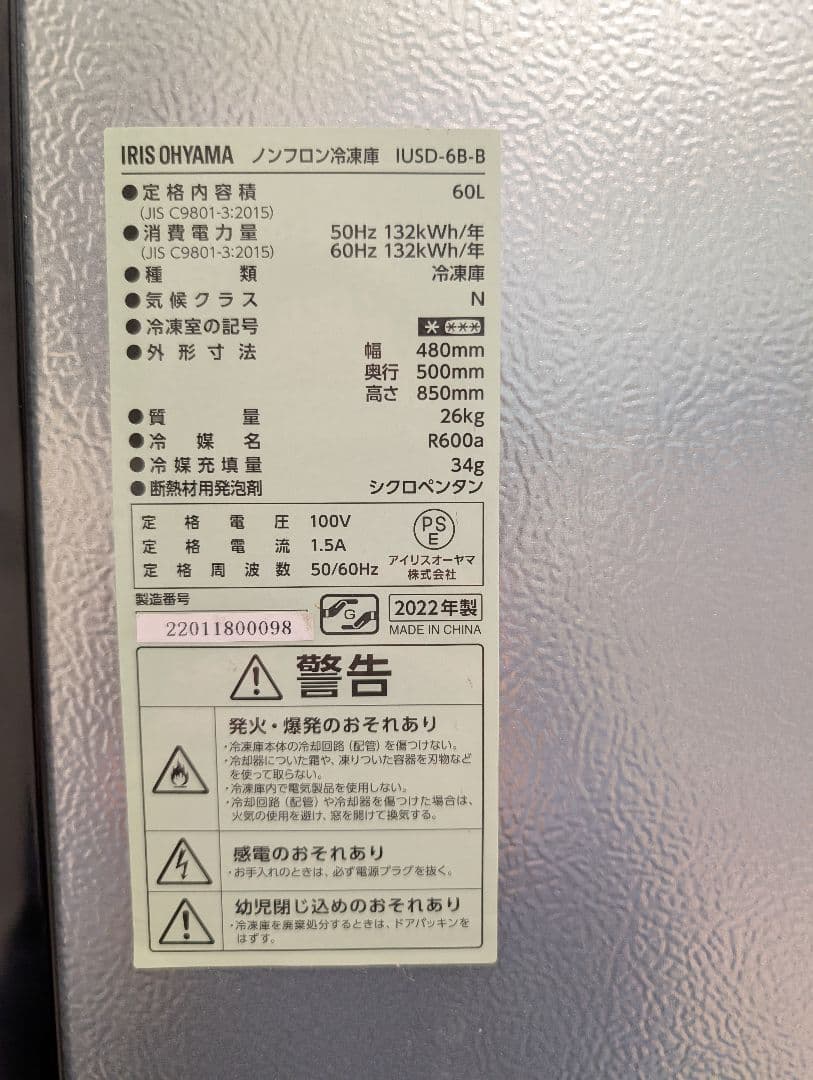 IRIS OHYAMA ノンフロン冷凍庫 IUSD-6B-B
●定格内容積 60L
(JIS C9801-3:2015)
●消費電力量 50Hz 132kWh/年
(JIS C9801-3:2015) 60Hz 132kWh/年
●種類 冷凍庫
●気候クラス N
●冷凍室の記号 * ***
●外形寸法 幅 480mm
奥行 500mm
高さ 850mm
●質量 26kg
●冷媒名 R600a
●冷媒充填量 34g
●断熱材用発泡剤 シクロペンタン
定格電圧 100V
定格電流 1.5A
定格周波数 50/60Hz
PS
E
アイリスオーヤマ
株式会社
製造番号
22011800098
G
2022年製
MADE IN CHINA
警告
発火・爆発のおそれあり
・冷凍庫本体の冷却回路(配管)を傷つけない。
・冷却器についた霜や、凍りついた容器を刃物など
を使って取らない。
・冷凍庫内で電気製品を使用しない。
・冷却回路(配管)や冷却器を傷つけた場合は、
火気の使用を避け、窓を開けて換気する。
感電のおそれあり
・お手入れのときは、必ず電源プラグを抜く。
幼児閉じ込めのおそれあり
・冷凍庫を廃棄処分するときは、ドアパッキンを
はずす。